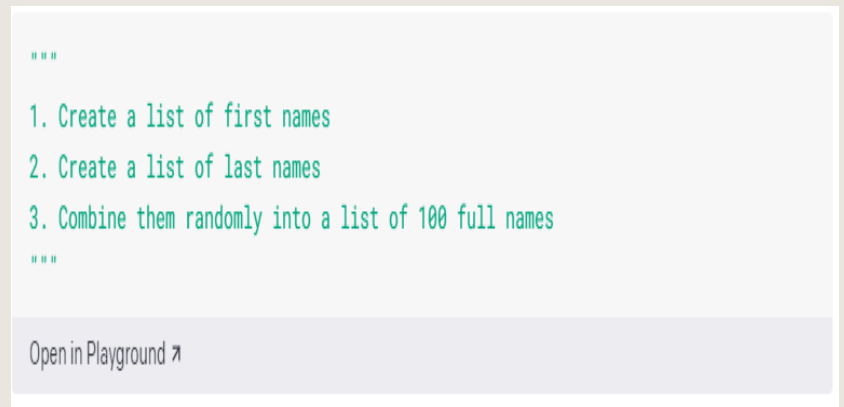 """
1. Create a list of first names
2. Create a list of last names
3. Combine them randomly into a list of 100 full names
"""
Open in Playground ↗